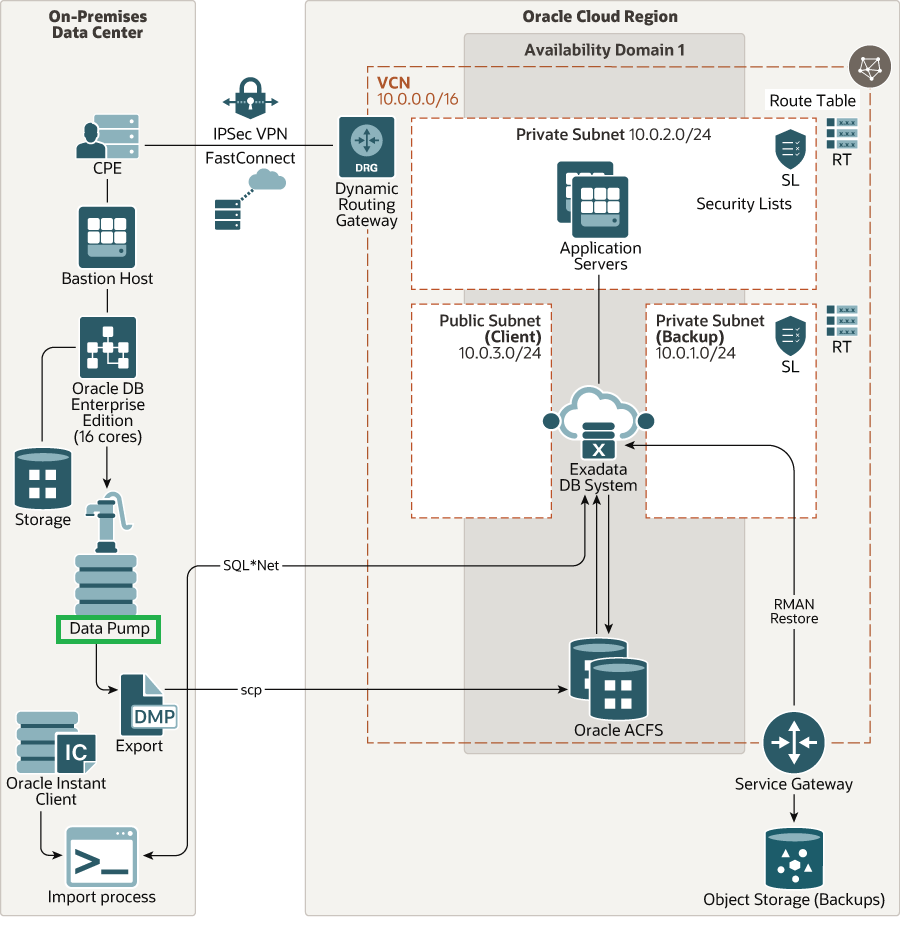 On-Premises
Data Center
Oracle Cloud Region
Availability Domain 1
VCN
10.0.0.0/16
Route Table
IPSec VPN
FastConnect
CPE
DRG
Dynamic
Routing
Gateway
Private Subnet 10.0.2.0/24
SL
x.x.x
x.x.x
x.x.x
RT
Security Lists
Application
Servers
Bastion Host
Public Subnet
(Client)
10.0.3.0/24
Private Subnet
(Backup)
10.0.1.0/24
SL
x.x.x
x.x.x
x.x.x
RT
Oracle DB
Enterprise
Edition
(16 cores)
X
Exadata
DB System
Storage
SQL*Net
RMAN
Restore
Data Pump
scp
DMP
Export
Oracle ACFS
IC
Oracle Instant
Client
Service Gateway
>_
Import process
Object Storage (Backups)